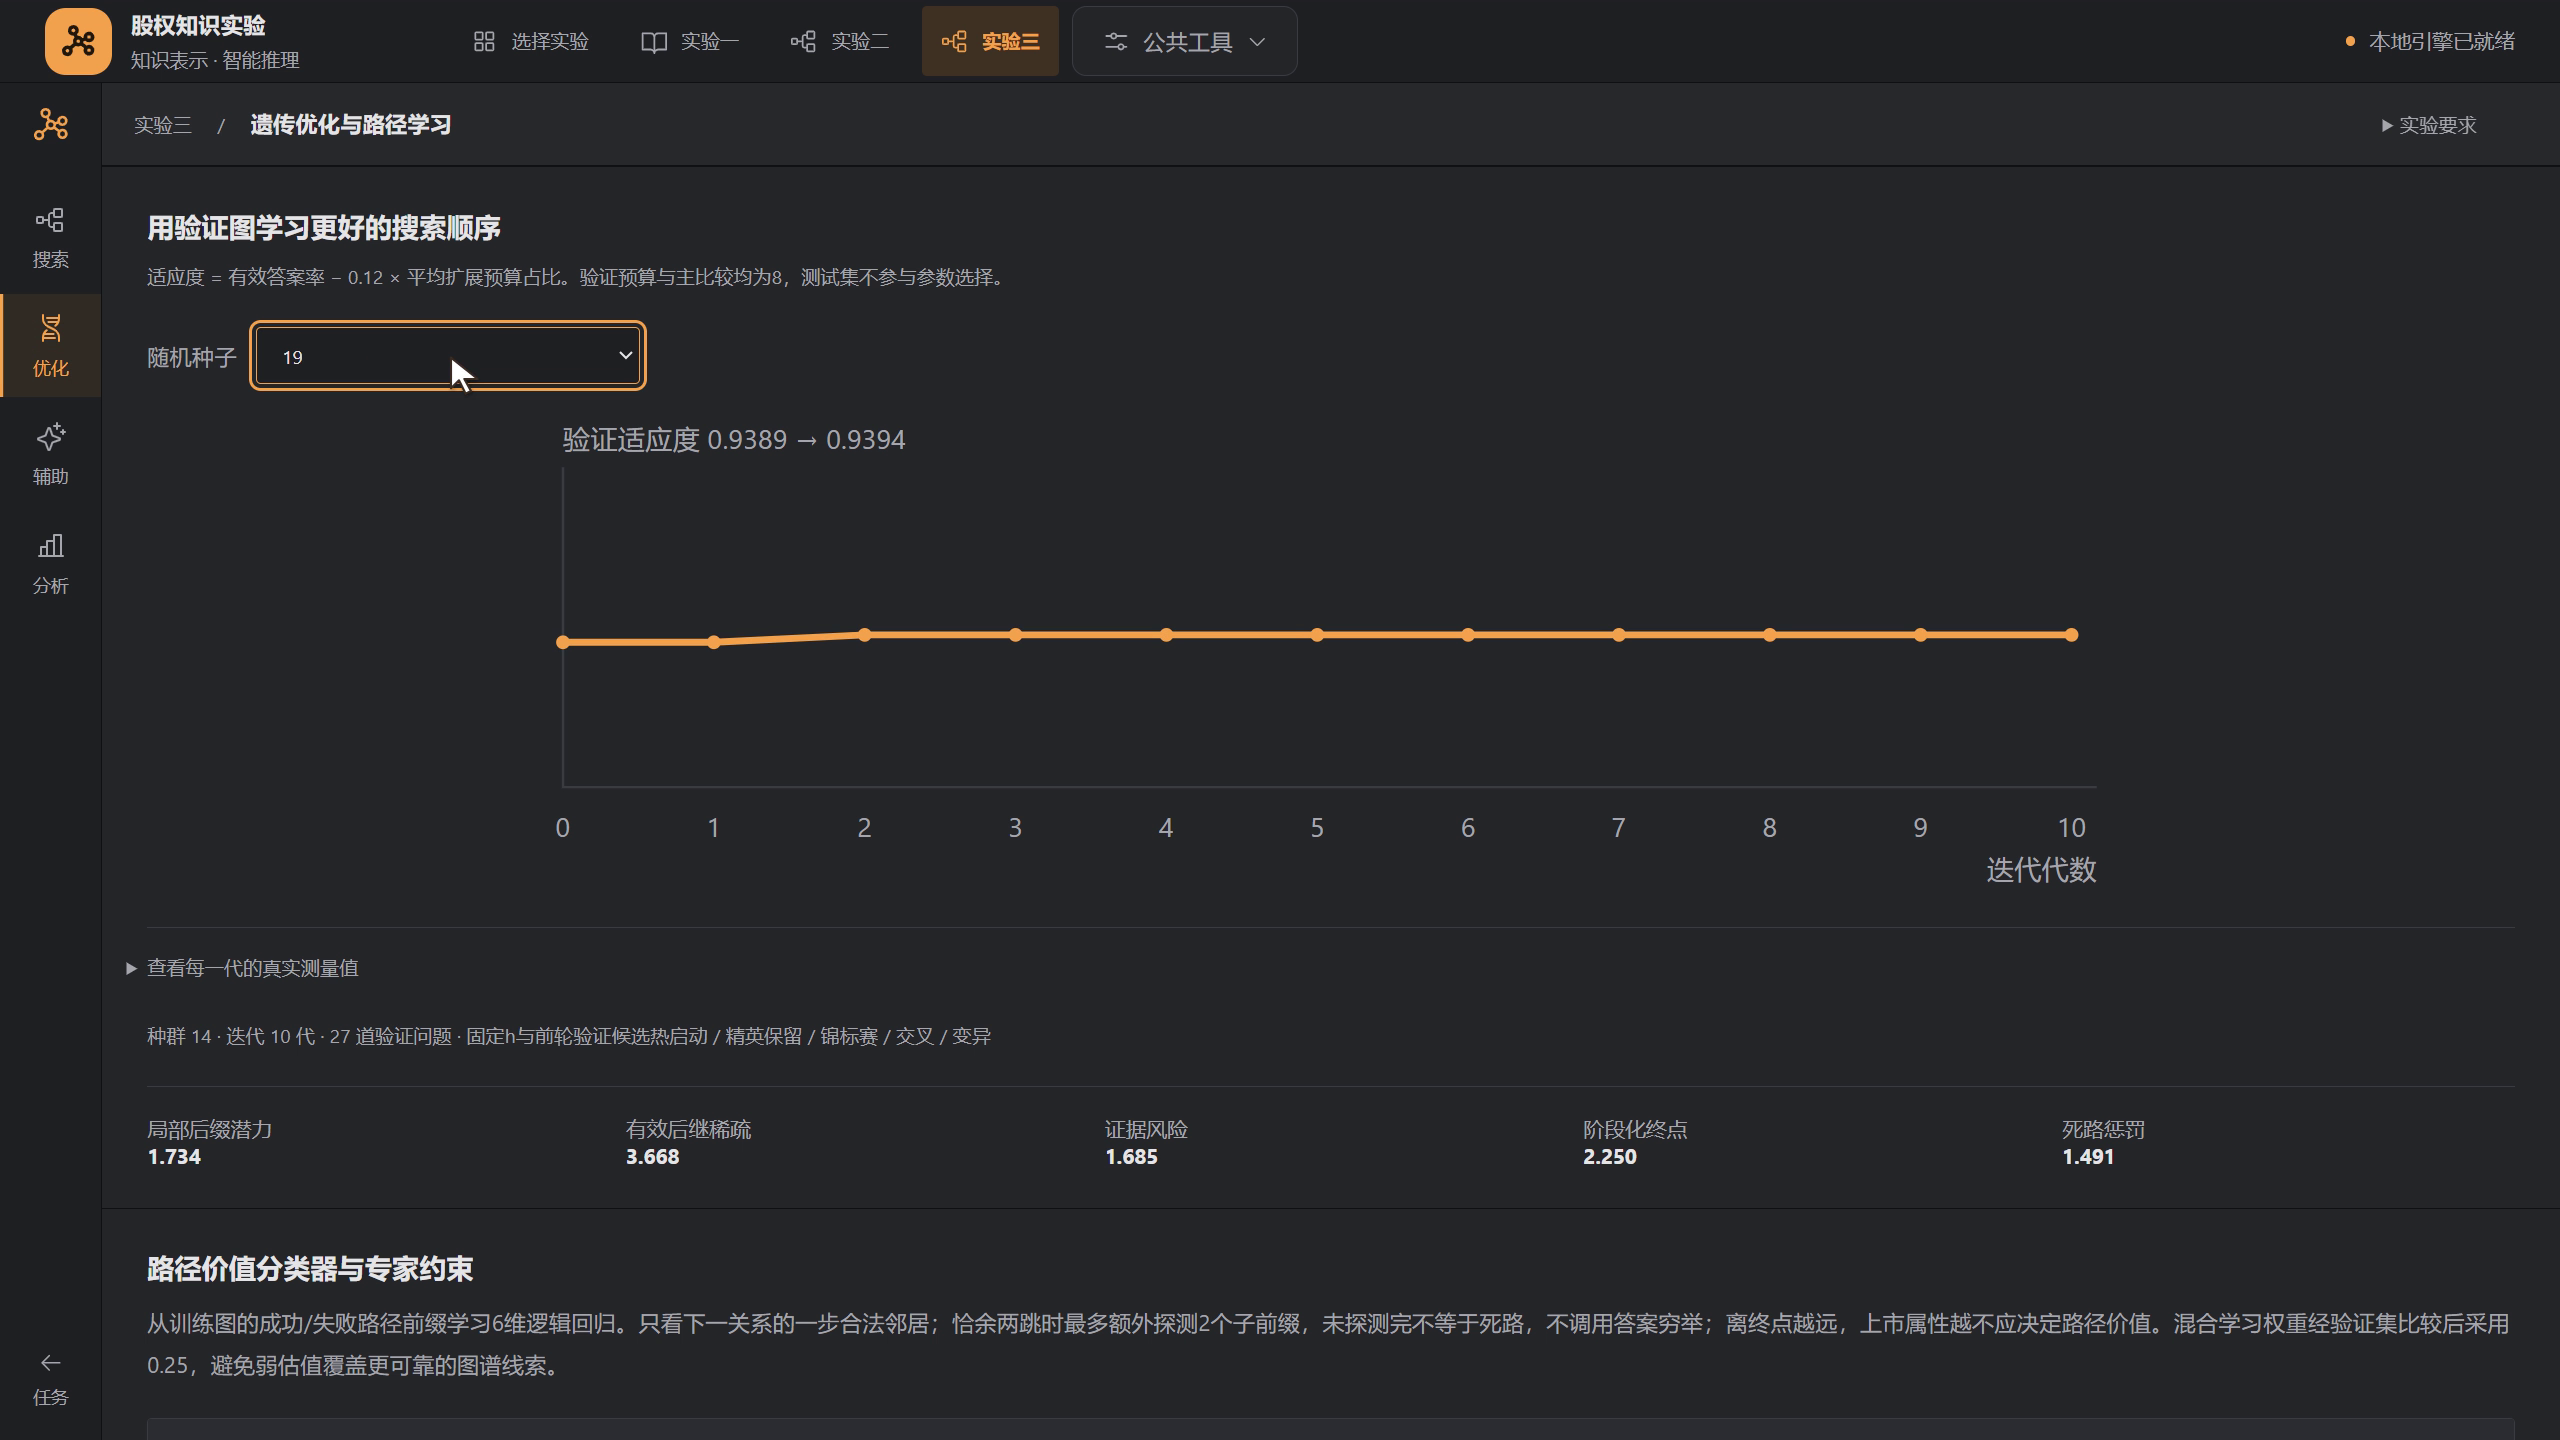 股权知识实验
知识表示 · 智能推理
选择实验
实验一
实验二
实验三
公共工具
本地引擎已就绪
实验三 / 遗传优化与路径学习
实验要求
搜索
优化
辅助
分析
任务
用验证图学习更好的搜索顺序
适应度 = 有效答案率 − 0.12 × 平均扩展预算占比。验证预算与主比较均为8，测试集不参与参数选择。
随机种子 19
验证适应度 0.9389 → 0.9394
0 1 2 3 4 5 6 7 8 9 10
迭代代数
查看每一代的真实测量值
种群 14 · 迭代 10 代 · 27 道验证问题 · 固定h与前轮验证候选热启动 / 精英保留 / 锦标赛 / 交叉 / 变异
局部后缀潜力 有效后继稀疏 证据风险 阶段化终点 死路惩罚
1.734 3.668 1.685 2.250 1.491
路径价值分类器与专家约束
从训练图的成功/失败路径前缀学习6维逻辑回归。只看下一关系的一步合法邻居；恰余两跳时最多额外探测2个子前缀，未探测完不等于死路，不调用答案穷举；离终点越远，上市属性越不应决定路径价值。混合学习权重经验证集比较后采用
0.25，避免弱估值覆盖更可靠的图谱线索。